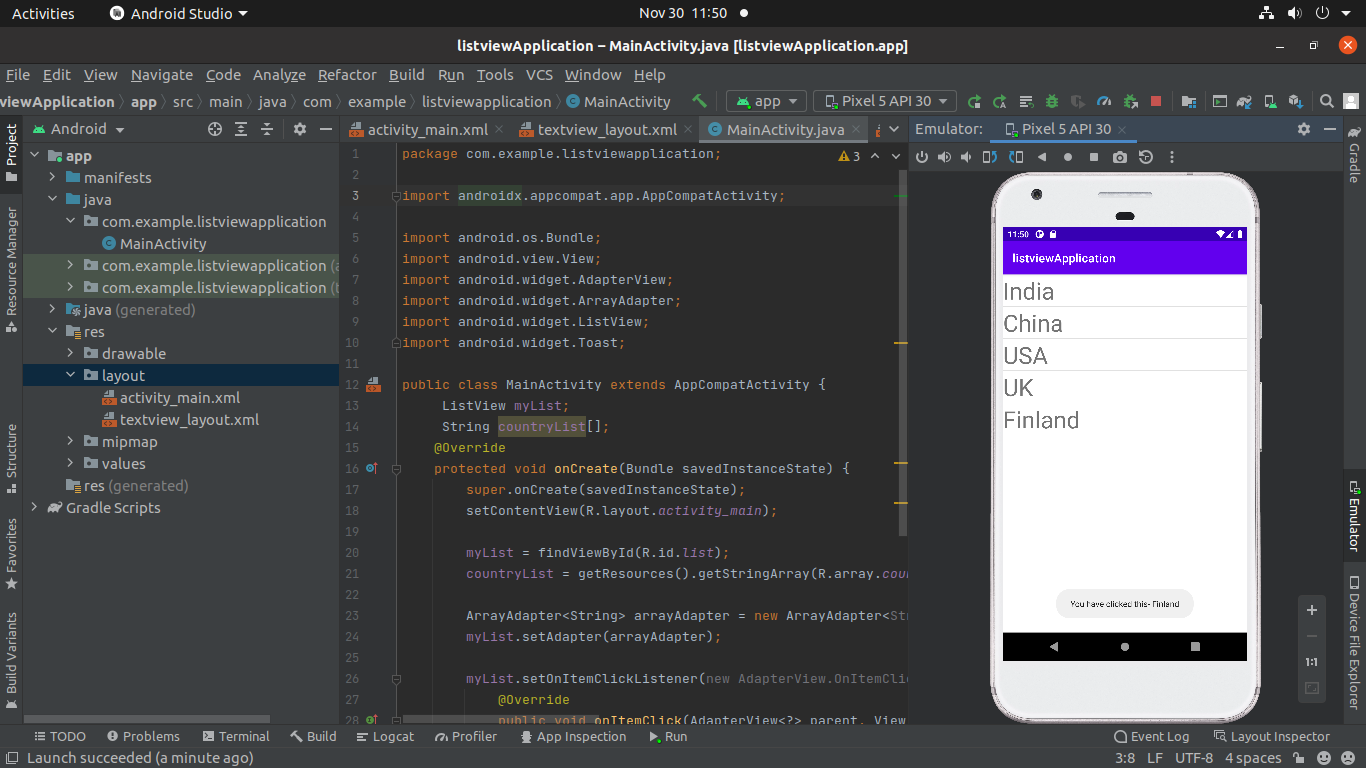 Activities
Android Studio
Nov 30 11:50
listviewApplication – MainActivity.java [listviewApplication.app]
File Edit View Navigate Code Analyze Refactor Build Run Tools VCS Window Help
viewApplication app src main java com example listviewapplication MainActivity
app
Pixel 5 API 30
Project
Resource Manager
Structure
Favorites
Build Variants
Android
app
manifests
java
com.example.listviewapplication
MainActivity
com.example.listviewapplication (a
com.example.listviewapplication (t
java (generated)
res
drawable
layout
activity_main.xml
textview_layout.xml
mipmap
values
res (generated)
Gradle Scripts
activity_main.xml textview_layout.xml MainActivity.java
3
1 package com.example.listviewapplication;
2
3 import androidx.appcompat.app.AppCompatActivity;
4
5 import android.os.Bundle;
6 import android.view.View;
7 import android.widget.AdapterView;
8 import android.widget.ArrayAdapter;
9 import android.widget.ListView;
10 import android.widget.Toast;
11
12 public class MainActivity extends AppCompatActivity {
13 ListView myList;
14 String countryList[];
15 @Override
16 protected void onCreate(Bundle savedInstanceState) {
17 super.onCreate(savedInstanceState);
18 setContentView(R.layout.activity_main);
19
20 myList = findViewById(R.id.list);
21 countryList = getResources().getStringArray(R.array.cou
22
23 ArrayAdapter<String> arrayAdapter = new ArrayAdapter<Str
24 myList.setAdapter(arrayAdapter);
25
26 myList.setOnItemClickListener(new AdapterView.OnItemClic
27 @Override
28 public void onItemClick(AdapterView<?> parent, View
Emulator: Pixel 5 API 30
11:50
listviewApplication
India
China
USA
UK
Finland
You have clicked this- Finland
1:1
Gradle
Emulator
Device File Explorer
TODO Problems Terminal Build Logcat Profiler App Inspection Run
Event Log Layout Inspector
Launch succeeded (a minute ago)
3:8 LF UTF-8 4 spaces